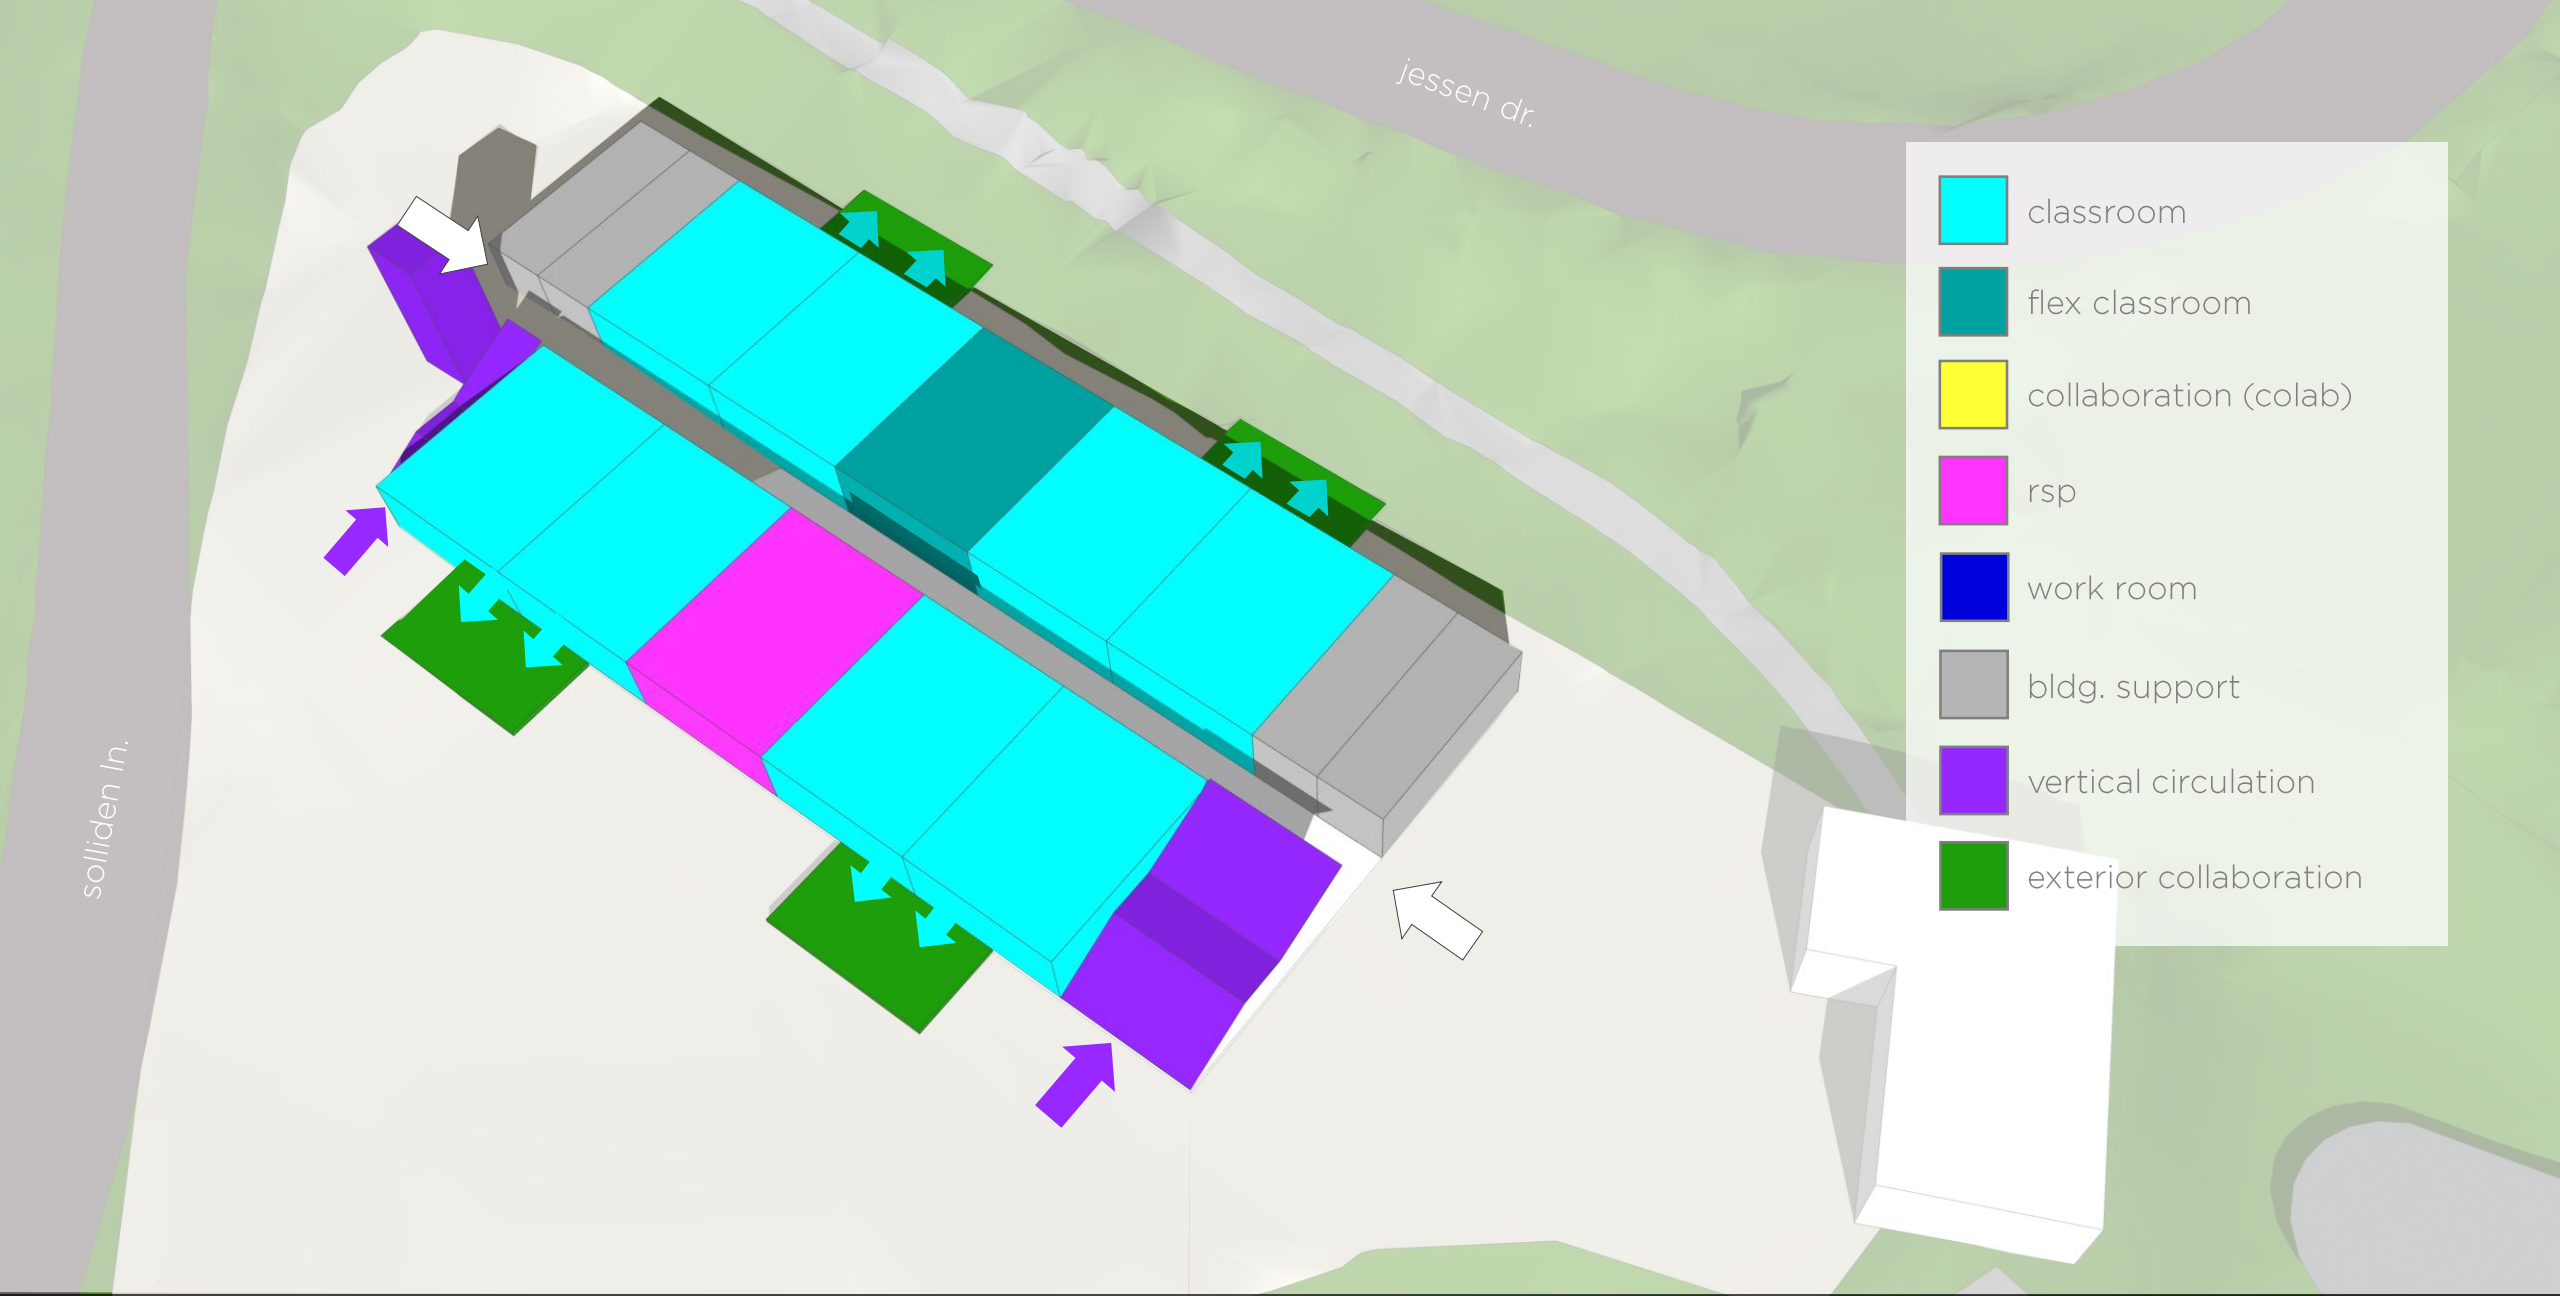 jessen dr.
classroom
flex classroom
collaboration (colab)
rsp
work room
bldg. support
vertical circulation
exterior collaboration
solliden ln.